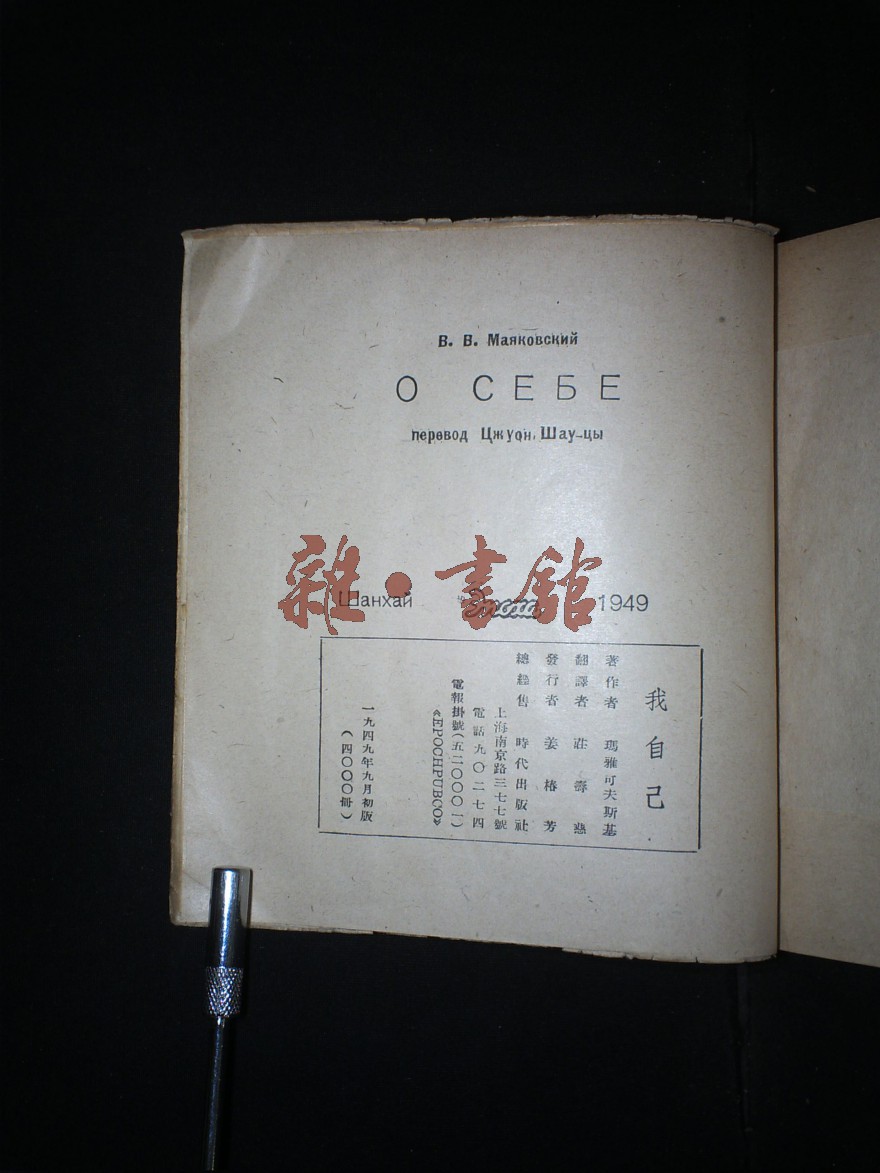 В. В. Маяковский
О СЕБЕ
перевод Цжуон Шау-цы
雜·書舘
Шанхай Эпоха 1949
我自己
著作者 瑪雅可夫斯基
翻譯者 莊壽慈
發行者 姜椿芳
總經售 時代出版社
上海南京路三七七號
電話九〇二七四
電報掛號(五二〇〇〇一)
«EPOCHPUBCO»
一九四九年九月初版
(四〇〇〇冊)